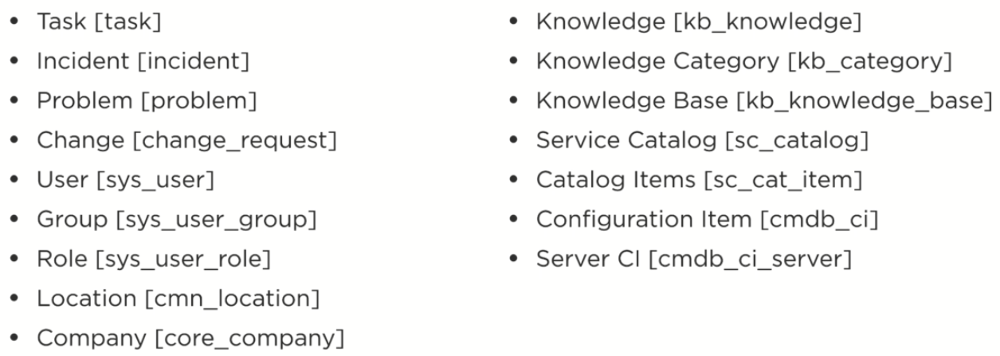 • Task [task]
• Incident [incident]
• Problem [problem]
• Change [change_request]
• User [sys_user]
• Group [sys_user_group]
• Role [sys_user_role]
• Location [cmn_location]
• Company [core_company]
• Knowledge [kb_knowledge]
• Knowledge Category [kb_category]
• Knowledge Base [kb_knowledge_base]
• Service Catalog [sc_catalog]
• Catalog Items [sc_cat_item]
• Configuration Item [cmdb_ci]
• Server CI [cmdb_ci_server]